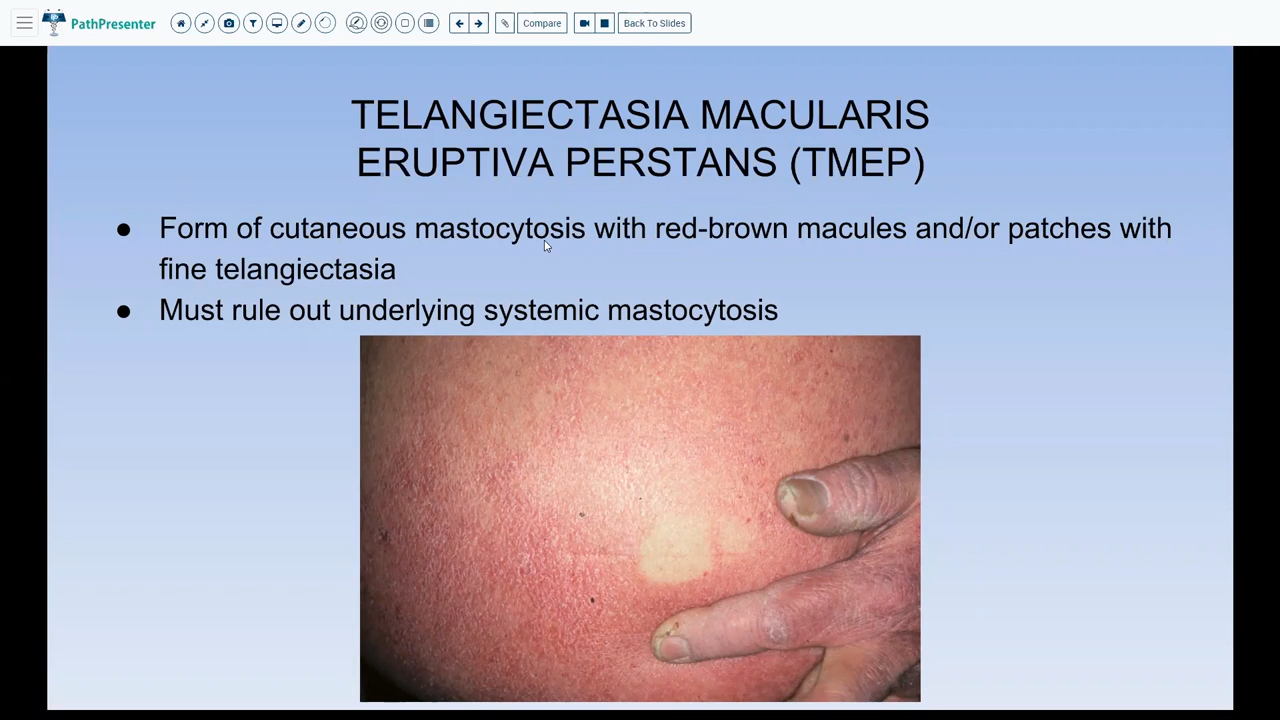 PathPresenter
Compare
Back To Slides
TELANGIECTASIA MACULARIS
ERUPTIVA PERSTANS (TMEP)
● Form of cutaneous mastocytosis with red-brown macules and/or patches with
fine telangiectasia
● Must rule out underlying systemic mastocytosis